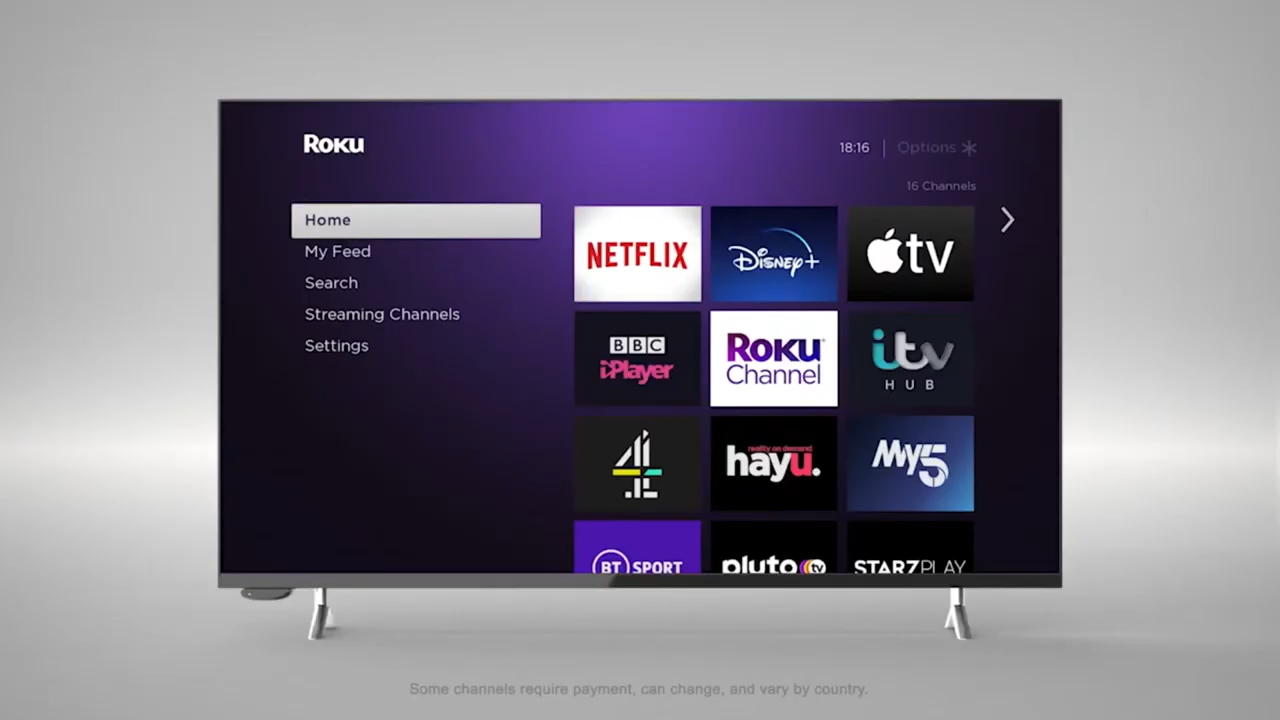 Roku
18:16 | Options
16 Channels
Home
My Feed
Search
Streaming Channels
Settings
NETFLIX
Disney+
tv
BBC
iPlayer
Roku
Channel
itv
HUB
4
reality on demand
hayu.
My5
BT SPORT
pluto tv
STARZPLAY
Some channels require payment, can change, and vary by country.